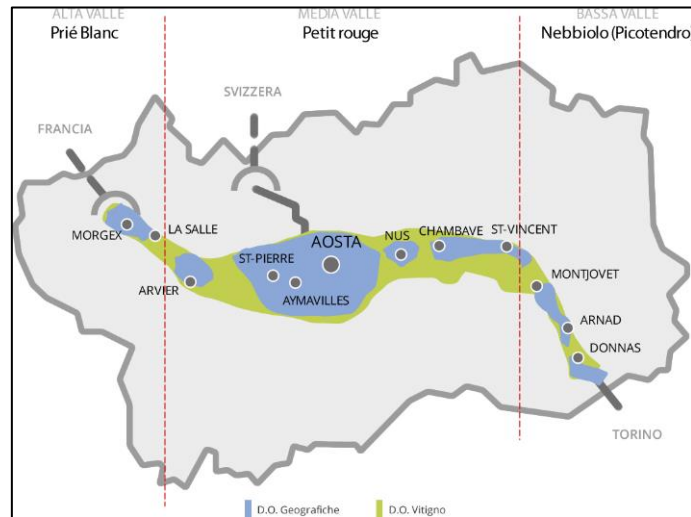 ALTA VALLE
Prié Blanc
MEDIA VALLE
Petit rouge
BASSA VALLE
Nebbiolo (Picotendro
SVIZZERA
FRANCIA
MORGEX
LA SALLE
ARVIER
ST-PIERRE
AOSTA
AYMAVILLES
NUS
CHAMBAVE
ST-VINCENT
MONTJOVET
ARNAD
DONNAS
TORINO
D.O. Geografiche
D.O. Vitigno